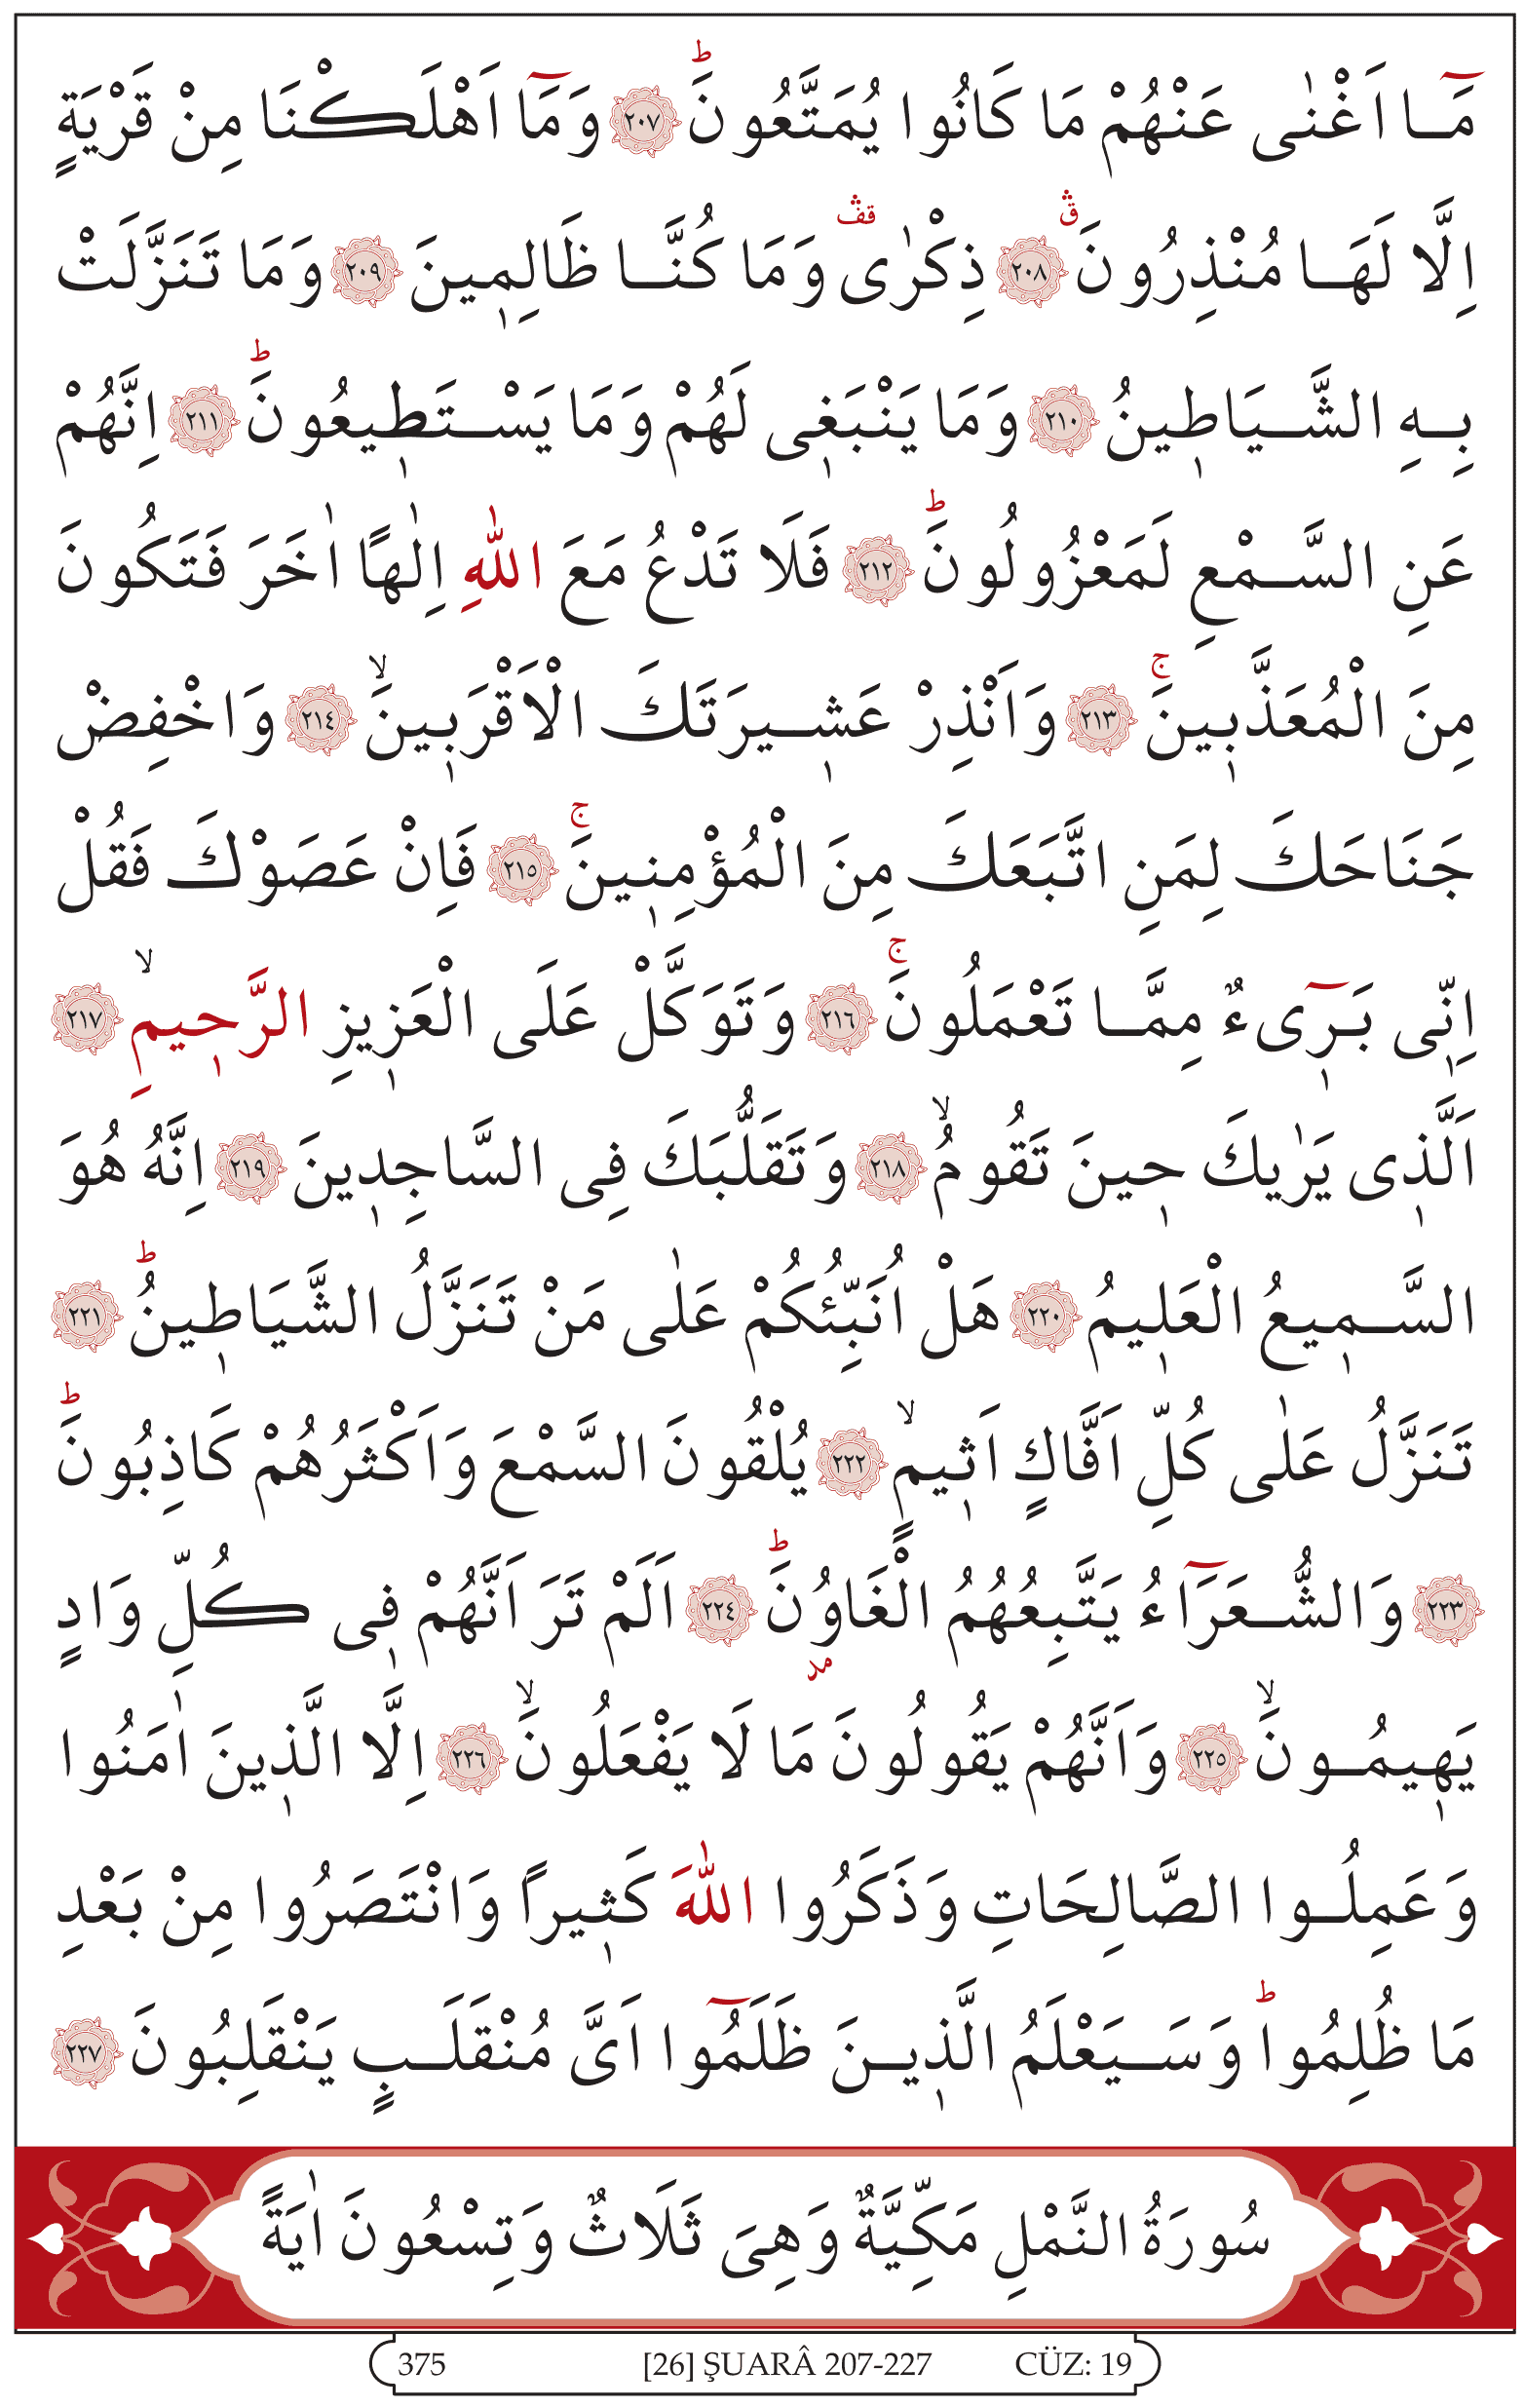 مَٓا اَغْنٰى عَنْهُمْ مَا كَانُوا يُمَتَّعُونَۜ ﴿٢٠٧﴾ وَمَٓا اَهْلَكْنَا مِنْ قَرْيَةٍ
اِلَّا لَهَا مُنْذِرُونَۗ ﴿٢٠٨﴾ ذِكْرٰى۠ وَمَا كُنَّا ظَالِم۪ينَ ﴿٢٠٩﴾ وَمَا تَنَزَّلَتْ
بِهِ الشَّيَاط۪ينُ ﴿٢١٠﴾ وَمَا يَنْبَغ۪ى لَهُمْ وَمَا يَسْتَط۪يعُونَۜ ﴿٢١١﴾ اِنَّهُمْ
عَنِ السَّمْعِ لَمَعْزُولُونَۜ ﴿٢١٢﴾ فَلَا تَدْعُ مَعَ اللّٰهِ اِلٰهًا اٰخَرَ فَتَكُونَ
مِنَ الْمُعَذَّب۪ينَۚ ﴿٢١٣﴾ وَاَنْذِرْ عَش۪يرَتَكَ الْاَقْرَب۪ينَۙ ﴿٢١٤﴾ وَاخْفِضْ
جَنَاحَكَ لِمَنِ اتَّبَعَكَ مِنَ الْمُؤْمِن۪ينَۚ ﴿٢١٥﴾ فَاِنْ عَصَوْكَ فَقُلْ
اِنّ۪ى بَر۪ٓىءٌ مِمَّا تَعْمَلُونَۚ ﴿٢١٦﴾ وَتَوَكَّلْ عَلَى الْعَز۪يزِ الرَّح۪يمِۙ ﴿٢١٧﴾
اَلَّذ۪ى يَرٰيكَ ح۪ينَ تَقُومُۙ ﴿٢١٨﴾ وَتَقَلُّبَكَ فِى السَّاجِد۪ينَ ﴿٢١٩﴾ اِنَّهُ هُوَ
السَّم۪يعُ الْعَل۪يمُ ﴿٢٢٠﴾ هَلْ اُنَبِّئُكُمْ عَلٰى مَنْ تَنَزَّلُ الشَّيَاط۪ينُۜ ﴿٢٢١﴾
تَنَزَّلُ عَلٰى كُلِّ اَفَّاكٍ اَث۪يمٍۙ ﴿٢٢٢﴾ يُلْقُونَ السَّمْعَ وَاَكْثَرُهُمْ كَاذِبُونَۜ
﴿٢٢٣﴾ وَالشُّعَرَٓاءُ يَتَّبِعُهُمُ الْغَاوُ۫نَۜ ﴿٢٢٤﴾ اَلَمْ تَرَ اَنَّهُمْ ف۪ى كُلِّ وَادٍ
يَه۪يمُونَۙ ﴿٢٢٥﴾ وَاَنَّهُمْ يَقُولُونَ مَا لَا يَفْعَلُونَۙ ﴿٢٢٦﴾ اِلَّا الَّذ۪ينَ اٰمَنُوا
وَعَمِلُوا الصَّالِحَاتِ وَذَكَرُوا اللّٰهَ كَث۪يراً وَانْتَصَرُوا مِنْ بَعْدِ
مَا ظُلِمُواۜ وَسَيَعْلَمُ الَّذ۪ينَ ظَلَمُٓوا اَىَّ مُنْقَلَبٍ يَنْقَلِبُونَ ﴿٢٢٧﴾
سُورَةُ النَّمْلِ مَكِّيَّةٌ وَهِىَ ثَلَاثٌ وَتِسْعُونَ اٰيَةً
375 [26] ŞUARÂ 207-227 CÜZ: 19